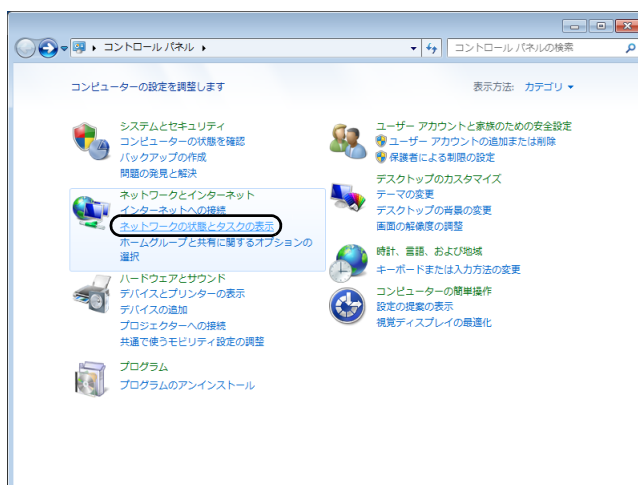 コントロール パネル
コントロール パネルの検索
コンピューターの設定を調整します
表示方法: カテゴリ
システムとセキュリティ
コンピューターの状態を確認
バックアップの作成
問題の発見と解決
ネットワークとインターネット
インターネットへの接続
ネットワークの状態とタスクの表示
ホームグループと共有に関するオプションの
選択
ハードウェアとサウンド
デバイスとプリンターの表示
デバイスの追加
プロジェクターへの接続
共通で使うモビリティ設定の調整
プログラム
プログラムのアンインストール
ユーザー アカウントと家族のための安全設定
ユーザー アカウントの追加または削除
保護者による制限の設定
デスクトップのカスタマイズ
テーマの変更
デスクトップの背景の変更
画面の解像度の調整
時計、言語、および地域
キーボードまたは入力方法の変更
コンピューターの簡単操作
設定の提案の表示
視覚ディスプレイの最適化